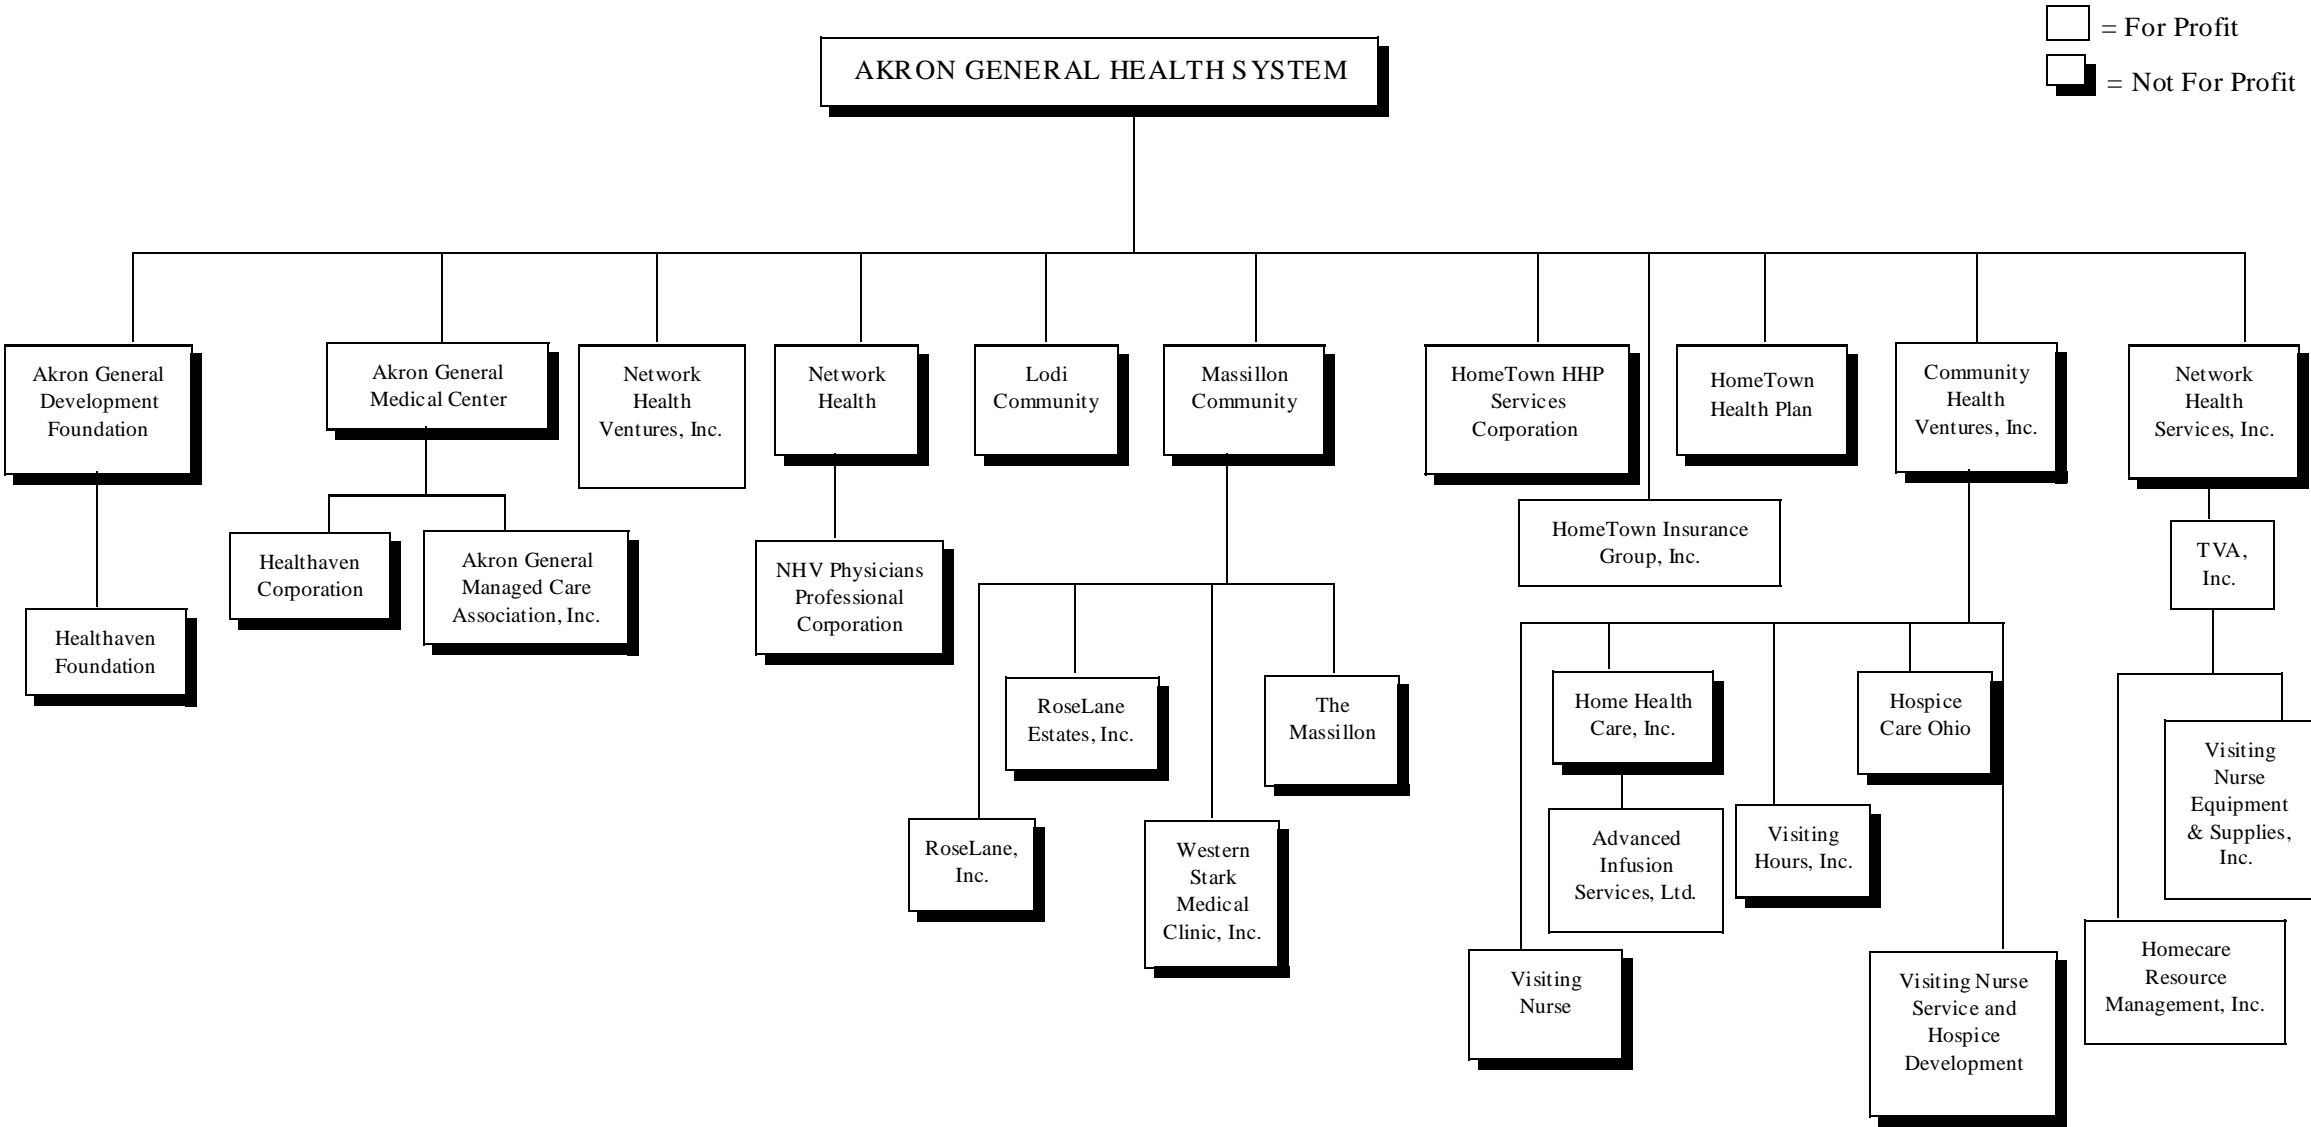 = For Profit
= Not For Profit
AKRON GENERAL HEALTH SYSTEM
Akron General
Development
Foundation
Akron General
Medical Center
Network
Health
Ventures, Inc.
Network
Health
Lodi
Community
Massillon
Community
HomeTown HHP
Services
Corporation
HomeTown
Health Plan
Community
Health
Ventures, Inc.
Network
Health
Services, Inc.
HomeTown Insurance
Group, Inc.
Healthaven
Foundation
Healthaven
Corporation
Akron General
Managed Care
Association, Inc.
NHV Physicians
Professional
Corporation
TVA,
Inc.
RoseLane
Estates, Inc.
The
Massillon
RoseLane,
Inc.
Western
Stark
Medical
Clinic, Inc.
Home Health
Care, Inc.
Hospice
Care Ohio
Advanced
Infusion
Services, Ltd.
Visiting
Hours, Inc.
Visiting
Nurse
Visiting Nurse
Service and
Hospice
Development
Visiting
Nurse
Equipment
& Supplies,
Inc.
Homecare
Resource
Management, Inc.